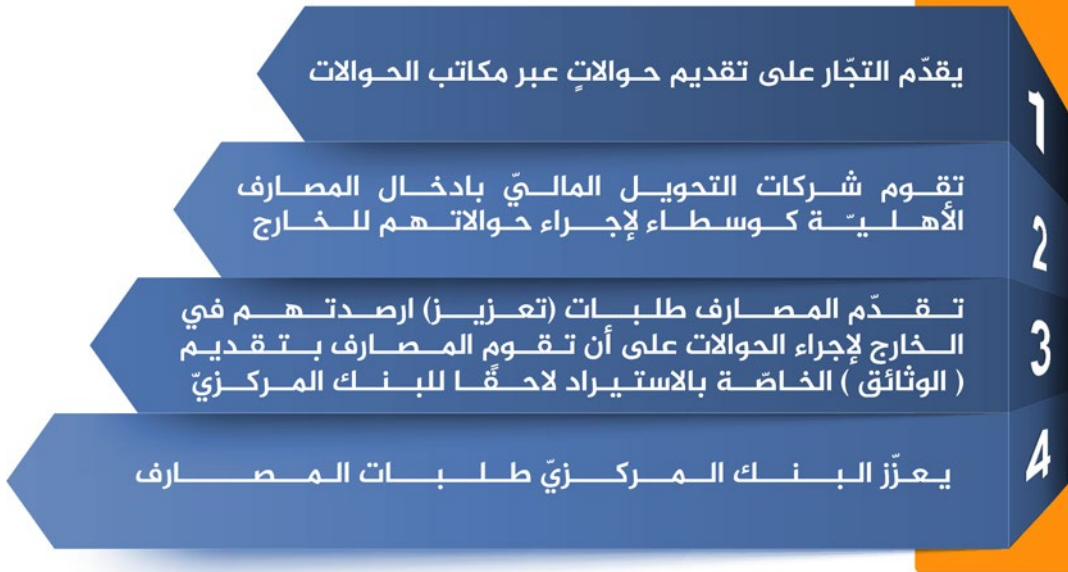 1
يقدّم التجّار على تقديم حوالاتٍ عبر مكاتب الحوالات
2
تقوم شركات التحويل الماليّ بادخال المصارف
الأهليّة كوسطاء لإجراء حوالاتهم للخارج
3
تقدّم المصارف طلبات (تعزيز) ارصدتهم في
الخارج لإجراء الحوالات على أن تقوم المصارف بتقديم
( الوثائق ) الخاصّة بالاستيراد لاحقًا للبنك المركزيّ
4
يعزّز البنك المركزيّ طلبات المصارف